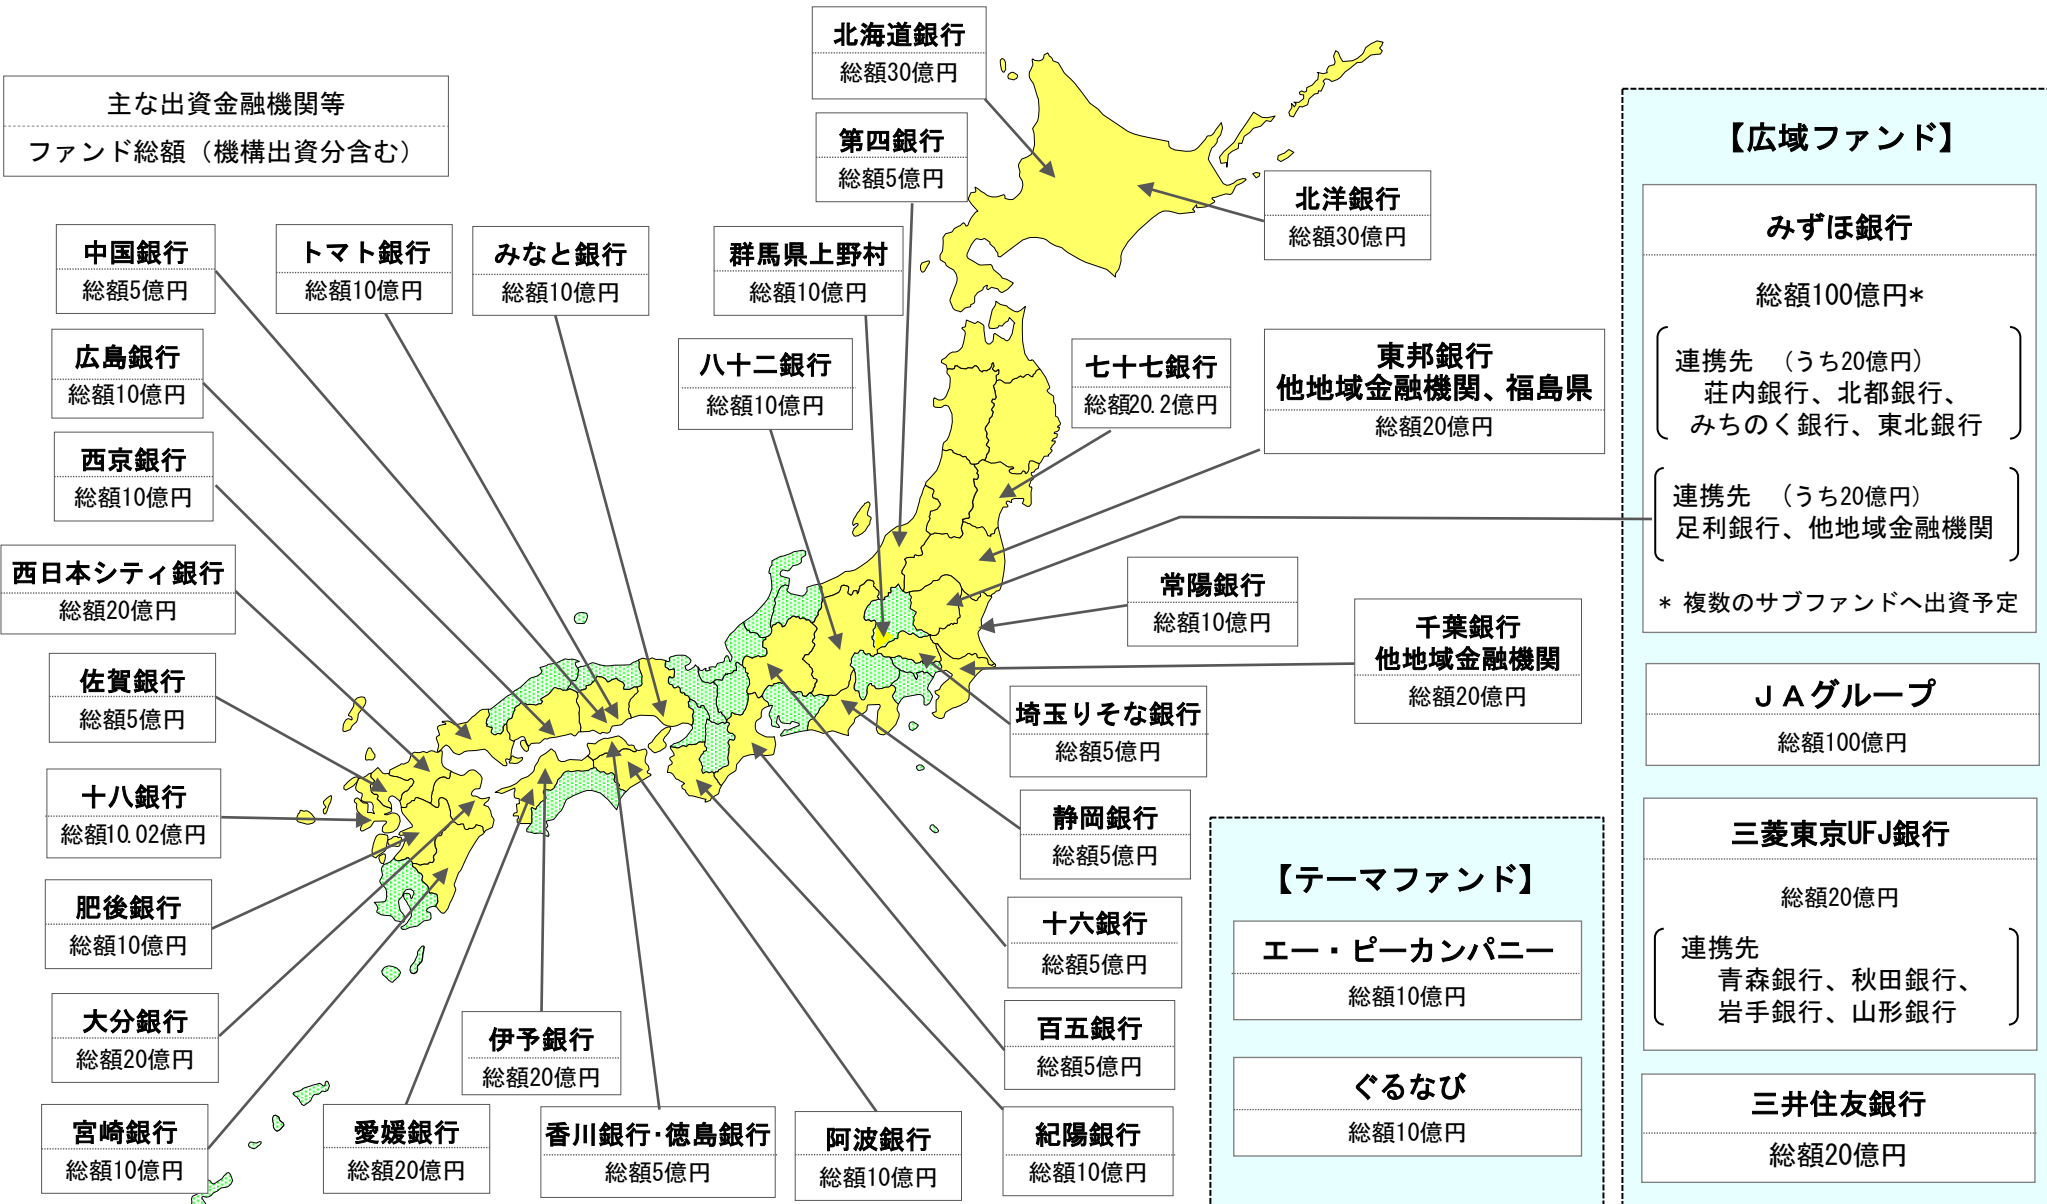 主な出資金融機関等
ファンド総額（機構出資分含む）
北海道銀行
総額30億円
第四銀行
総額5億円
北洋銀行
総額30億円
中国銀行
総額5億円
トマト銀行
総額10億円
みなと銀行
総額10億円
群馬県上野村
総額10億円
広島銀行
総額10億円
八十二銀行
総額10億円
七十七銀行
総額20.2億円
東邦銀行
他地域金融機関、福島県
総額20億円
西京銀行
総額10億円
西日本シティ銀行
総額20億円
常陽銀行
総額10億円
千葉銀行
他地域金融機関
総額20億円
佐賀銀行
総額5億円
埼玉りそな銀行
総額5億円
十八銀行
総額10.02億円
静岡銀行
総額5億円
肥後銀行
総額10億円
十六銀行
総額5億円
大分銀行
総額20億円
伊予銀行
総額20億円
百五銀行
総額5億円
宮崎銀行
総額10億円
愛媛銀行
総額20億円
香川銀行・徳島銀行
総額5億円
阿波銀行
総額10億円
紀陽銀行
総額10億円
【テーマファンド】
エー・ピーカンパニー
総額10億円
ぐるなび
総額10億円
【広域ファンド】
みずほ銀行
総額100億円*
連携先 （うち20億円）
荘内銀行、北都銀行、
みちのく銀行、東北銀行
連携先 （うち20億円）
足利銀行、他地域金融機関
* 複数のサブファンドへ出資予定
ＪＡグループ
総額100億円
三菱東京UFJ銀行
総額20億円
連携先
青森銀行、秋田銀行、
岩手銀行、山形銀行
三井住友銀行
総額20億円